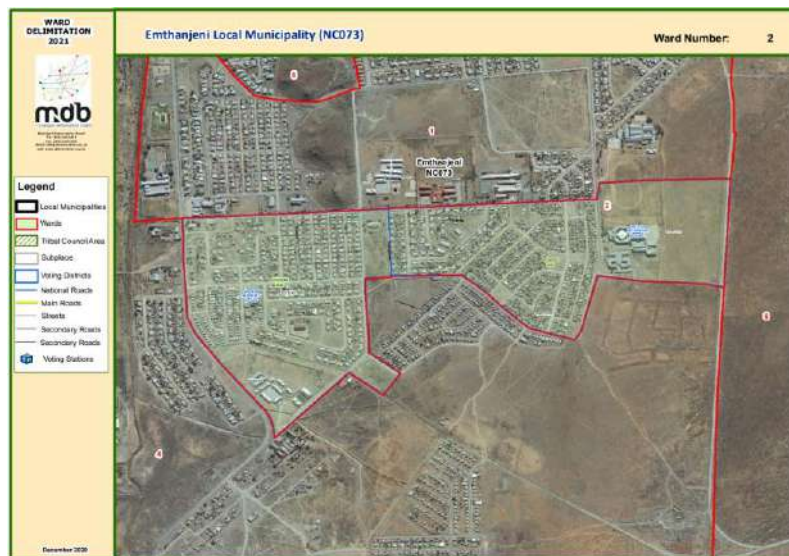 WARD
DELIMITATION
2021
Emthanjeni Local Municipality (NC073)
Ward Number: 2
mdb
Legend
Local Municipalities
Wards
Tribal Council Area
Subplace
Voting Districts
National Roads
Main Roads
Streets
Secondary Roads
Secondary Roads
Voting Stations
December 2020
6
1
Emthanjeni
NC073
2
4